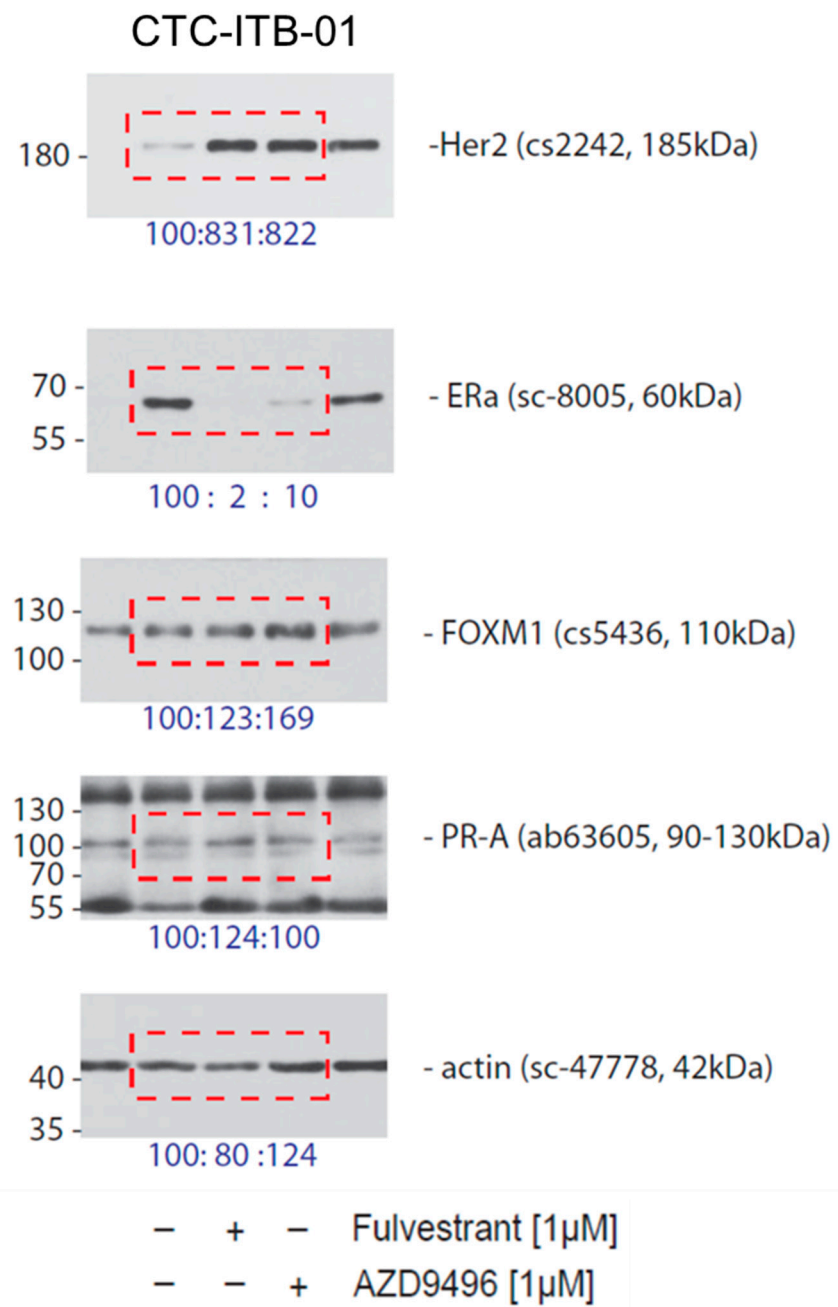 CTC-ITB-01
180 - -Her2 (cs2242, 185kDa)
100:831:822
70 -
- ERa (sc-8005, 60kDa)
55 -
100 : 2 : 10
130 -
- FOXM1 (cs5436, 110kDa)
100 -
100:123:169
130 -
100 - - PR-A (ab63605, 90-130kDa)
70 -
55 -
100:124:100
40 - - actin (sc-47778, 42kDa)
35 -
100: 80 :124
− + − Fulvestrant [1µM]
− − + AZD9496 [1µM]